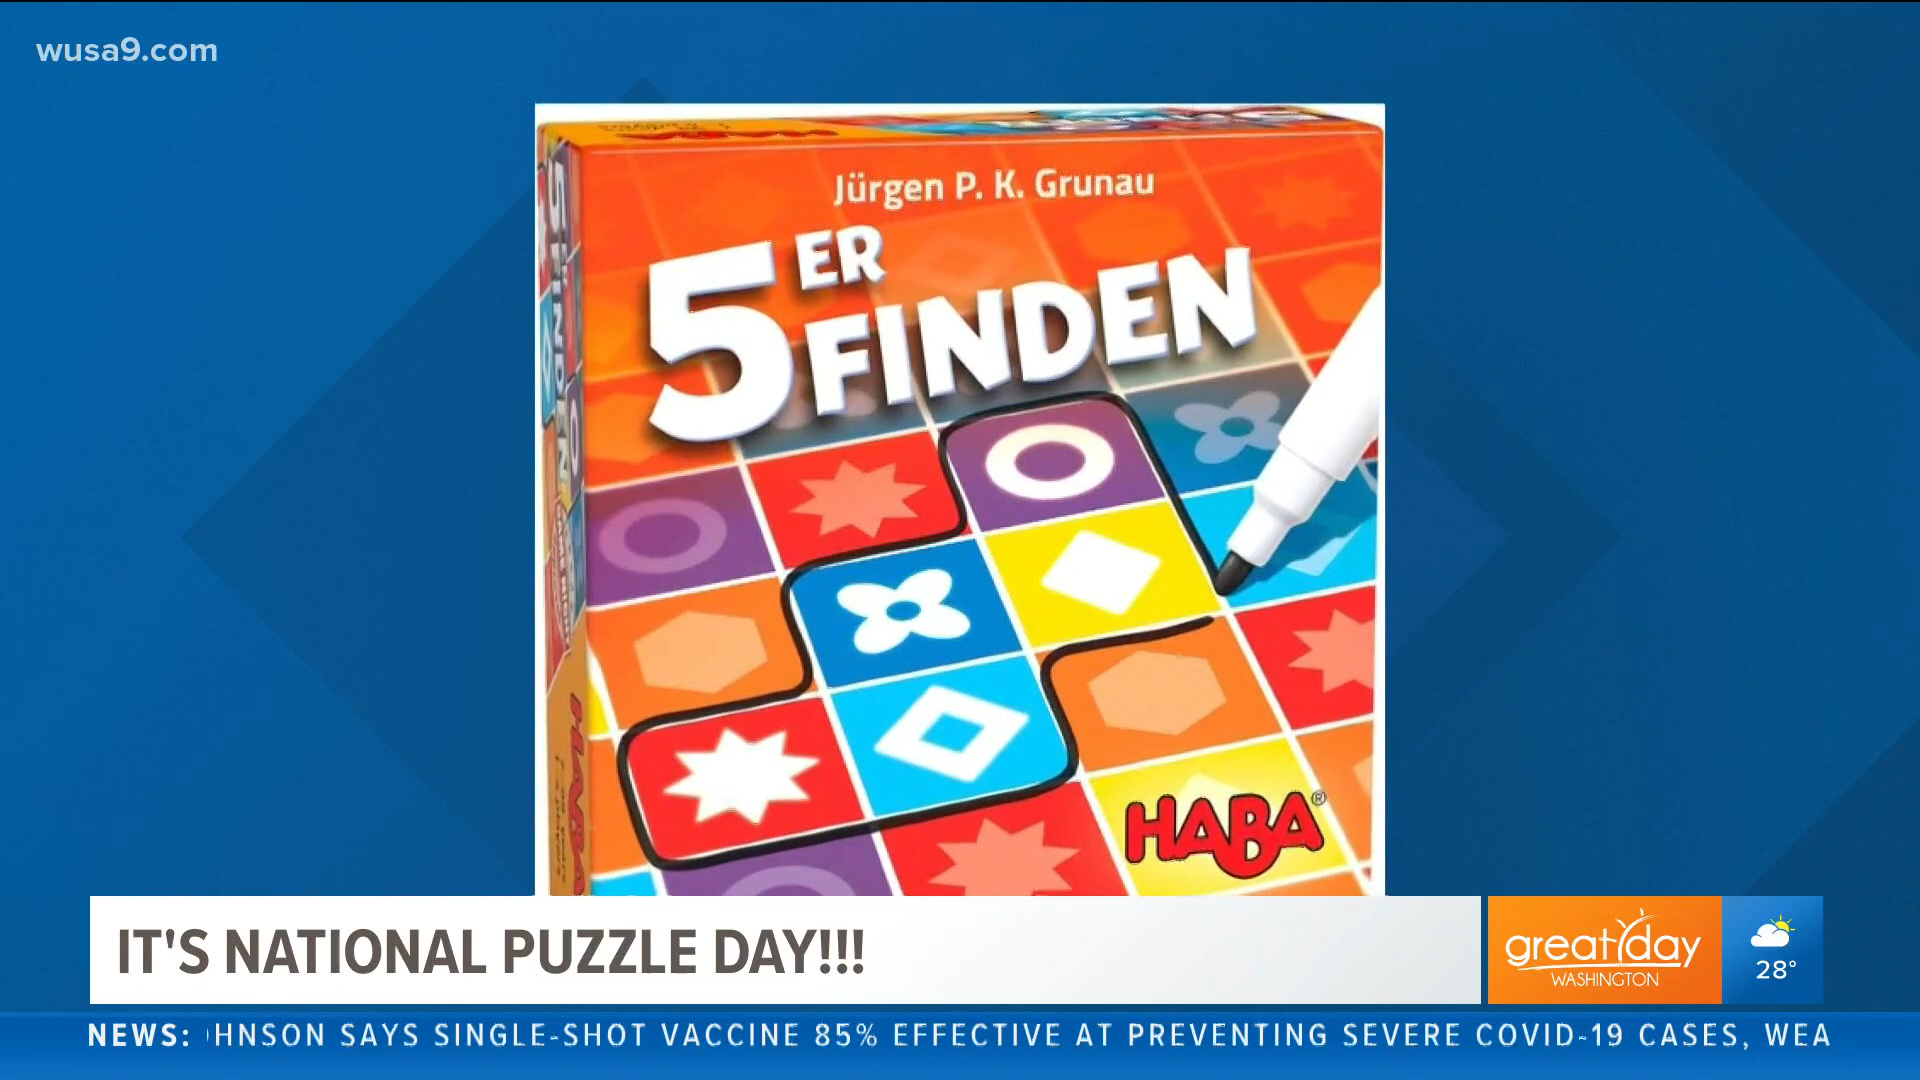 wusa9.com
Jürgen P. K. Grunau
5ER
FINDEN
HABA®
IT'S NATIONAL PUZZLE DAY!!!
great day
WASHINGTON
28°
NEWS: HNSON SAYS SINGLE-SHOT VACCINE 85% EFFECTIVE AT PREVENTING SEVERE COVID-19 CASES, WEA